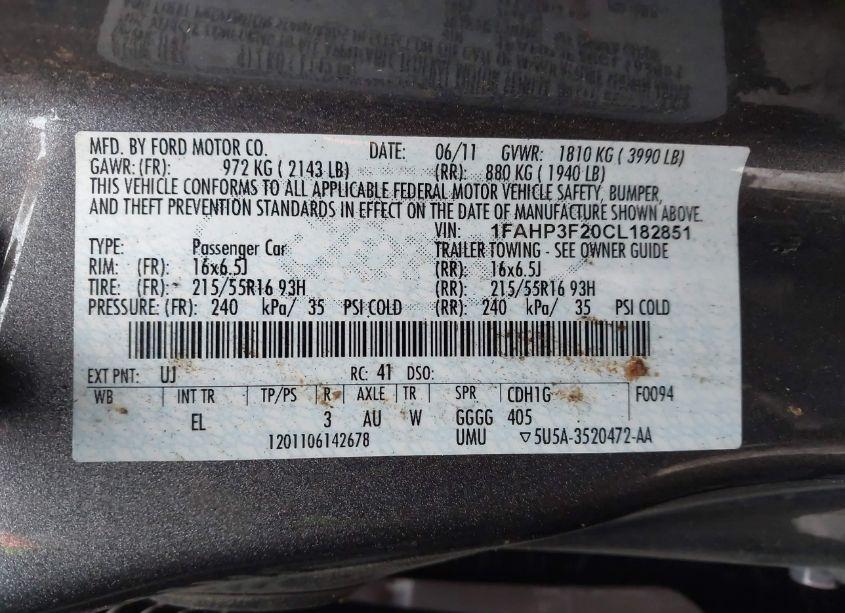 MFD. BY FORD MOTOR CO. DATE: 06/11 GVWR: 1810 KG ( 3990 LB)
GAWR: (FR): 972 KG ( 2143 LB) (RR): 880 KG ( 1940 LB)
THIS VEHICLE CONFORMS TO ALL APPLICABLE FEDERAL MOTOR VEHICLE SAFETY, BUMPER,
AND THEFT PREVENTION STANDARDS IN EFFECT ON THE DATE OF MANUFACTURE SHOWN ABOVE.
VIN: 1FAHP3F20CL182851
TYPE: Passenger Car TRAILER TOWING - SEE OWNER GUIDE
RIM: (FR): 16x6.5J (RR): 16x6.5J
TIRE: (FR): 215/55R16 93H (RR): 215/55R16 93H
PRESSURE: (FR): 240 kPa/ 35 PSI COLD (RR): 240 kPa/ 35 PSI COLD
EXT PNT: UJ RC: 41 DSO:
WB INT TR TP/PS R AXLE TR SPR CDH1G F0094
EL 3 AU W GGGG 405
1201106142678 UMU ▽5U5A-3520472-AA